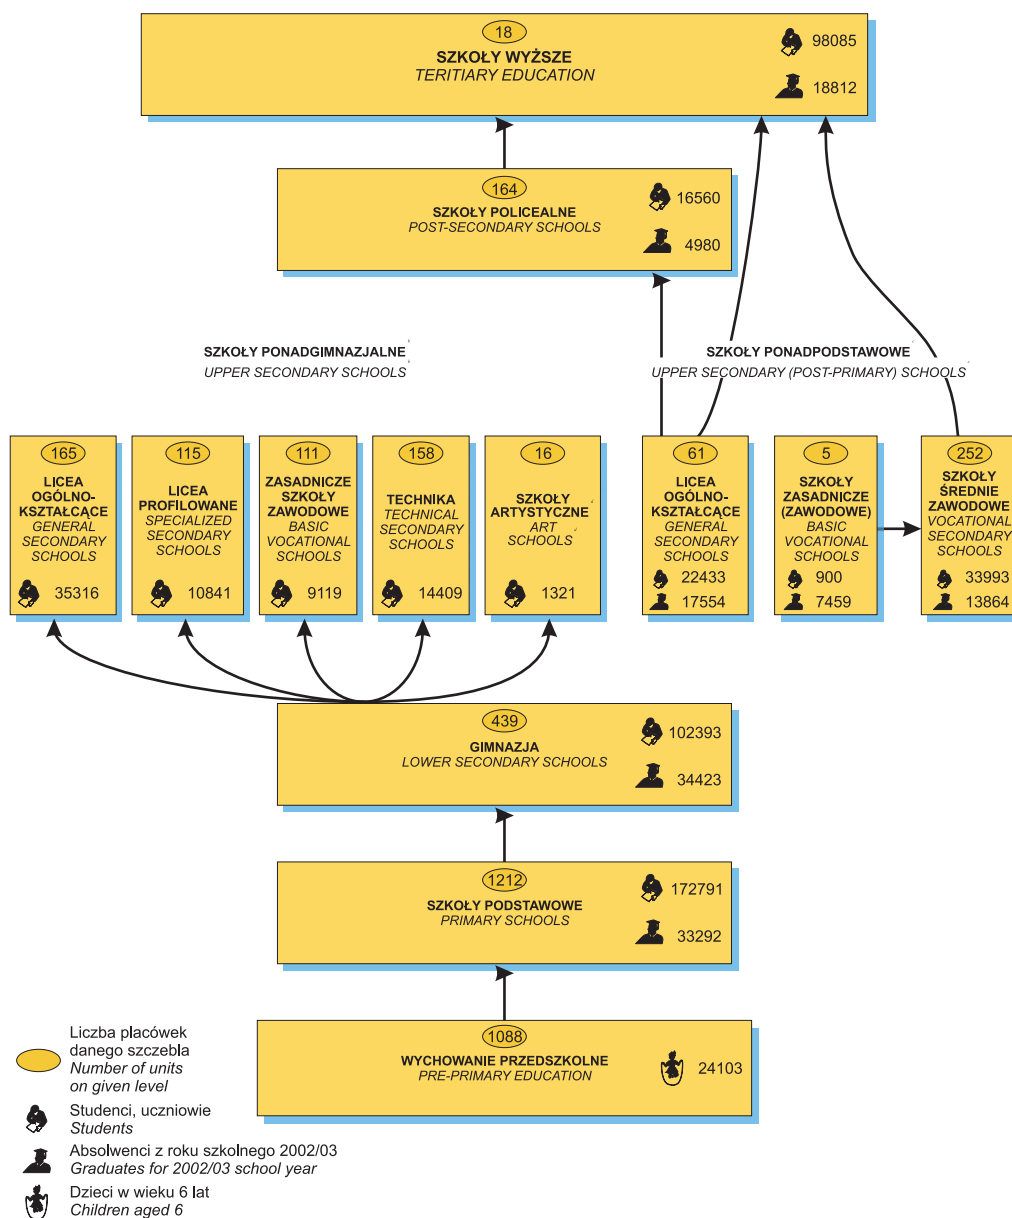 18
SZKOŁY WYŻSZE
TERITIARY EDUCATION
98085
18812
164
SZKOŁY POLICEALNE
POST-SECONDARY SCHOOLS
16560
4980
SZKOŁY PONADGIMNAZJALNE
UPPER SECONDARY SCHOOLS
SZKOŁY PONADPODSTAWOWE
UPPER SECONDARY (POST-PRIMARY) SCHOOLS
165
LICEA
OGÓLNO-
KSZTAŁCĄCE
GENERAL
SECONDARY
SCHOOLS
35316
115
LICEA
PROFILOWANE
SPECIALIZED
SECONDARY
SCHOOLS
10841
111
ZASADNICZE
SZKOŁY
ZAWODOWE
BASIC
VOCATIONAL
SCHOOLS
9119
158
TECHNIKA
TECHNICAL
SECONDARY
SCHOOLS
14409
16
SZKOŁY
ARTYSTYCZNE
ART
SCHOOLS
1321
61
LICEA
OGÓLNO-
KSZTAŁCĄCE
GENERAL
SECONDARY
SCHOOLS
22433
17554
5
SZKOŁY
ZASADNICZE
(ZAWODOWE)
BASIC
VOCATIONAL
SCHOOLS
900
7459
252
SZKOŁY
ŚREDNIE
ZAWODOWE
VOCATIONAL
SECONDARY
SCHOOLS
33993
13864
439
GIMNAZJA
LOWER SECONDARY SCHOOLS
102393
34423
1212
SZKOŁY PODSTAWOWE
PRIMARY SCHOOLS
172791
33292
1088
WYCHOWANIE PRZEDSZKOLNE
PRE-PRIMARY EDUCATION
24103
Liczba placówek
danego szczebla
Number of units
on given level
Studenci, uczniowie
Students
Absolwenci z roku szkolnego 2002/03
Graduates for 2002/03 school year
Dzieci w wieku 6 lat
Children aged 6